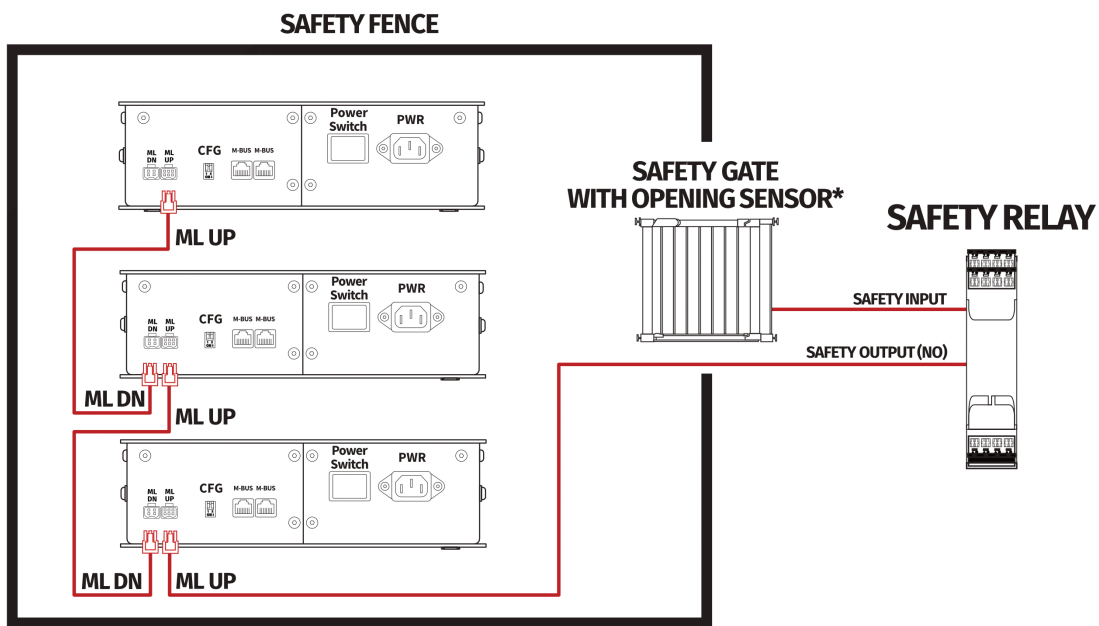 SAFETY FENCE
Power
Switch
PWR
ML
DN
ML
UP
CFG
M-BUS M-BUS
ML UP
Power
Switch
PWR
ML
DN
ML
UP
CFG
M-BUS M-BUS
ML DN
ML UP
Power
Switch
PWR
ML
DN
ML
UP
CFG
M-BUS M-BUS
ML DN
ML UP
SAFETY GATE
WITH OPENING SENSOR*
SAFETY RELAY
SAFETY INPUT
SAFETY OUTPUT (NO)